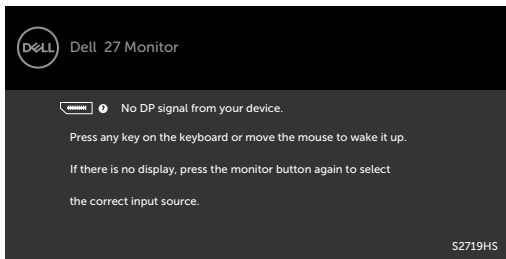 DELL Dell 27 Monitor
? No DP signal from your device.
Press any key on the keyboard or move the mouse to wake it up.
If there is no display, press the monitor button again to select
the correct input source.
S2719HS